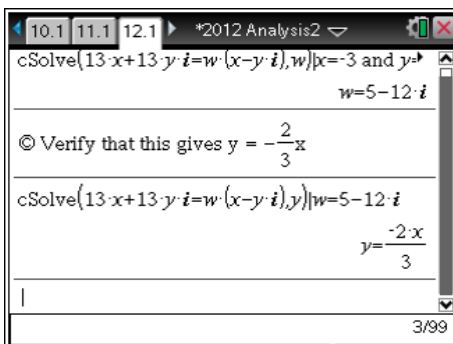 10.1 11.1 12.1 *2012 Analysis2
cSolve(13·x+13·y·i=w·(x−y·i),w)|x=-3 and y=
w=5−12·i
© Verify that this gives y = −2/3x
cSolve(13·x+13·y·i=w·(x−y·i),y)|w=5−12·i
y=-2·x/3
3/99